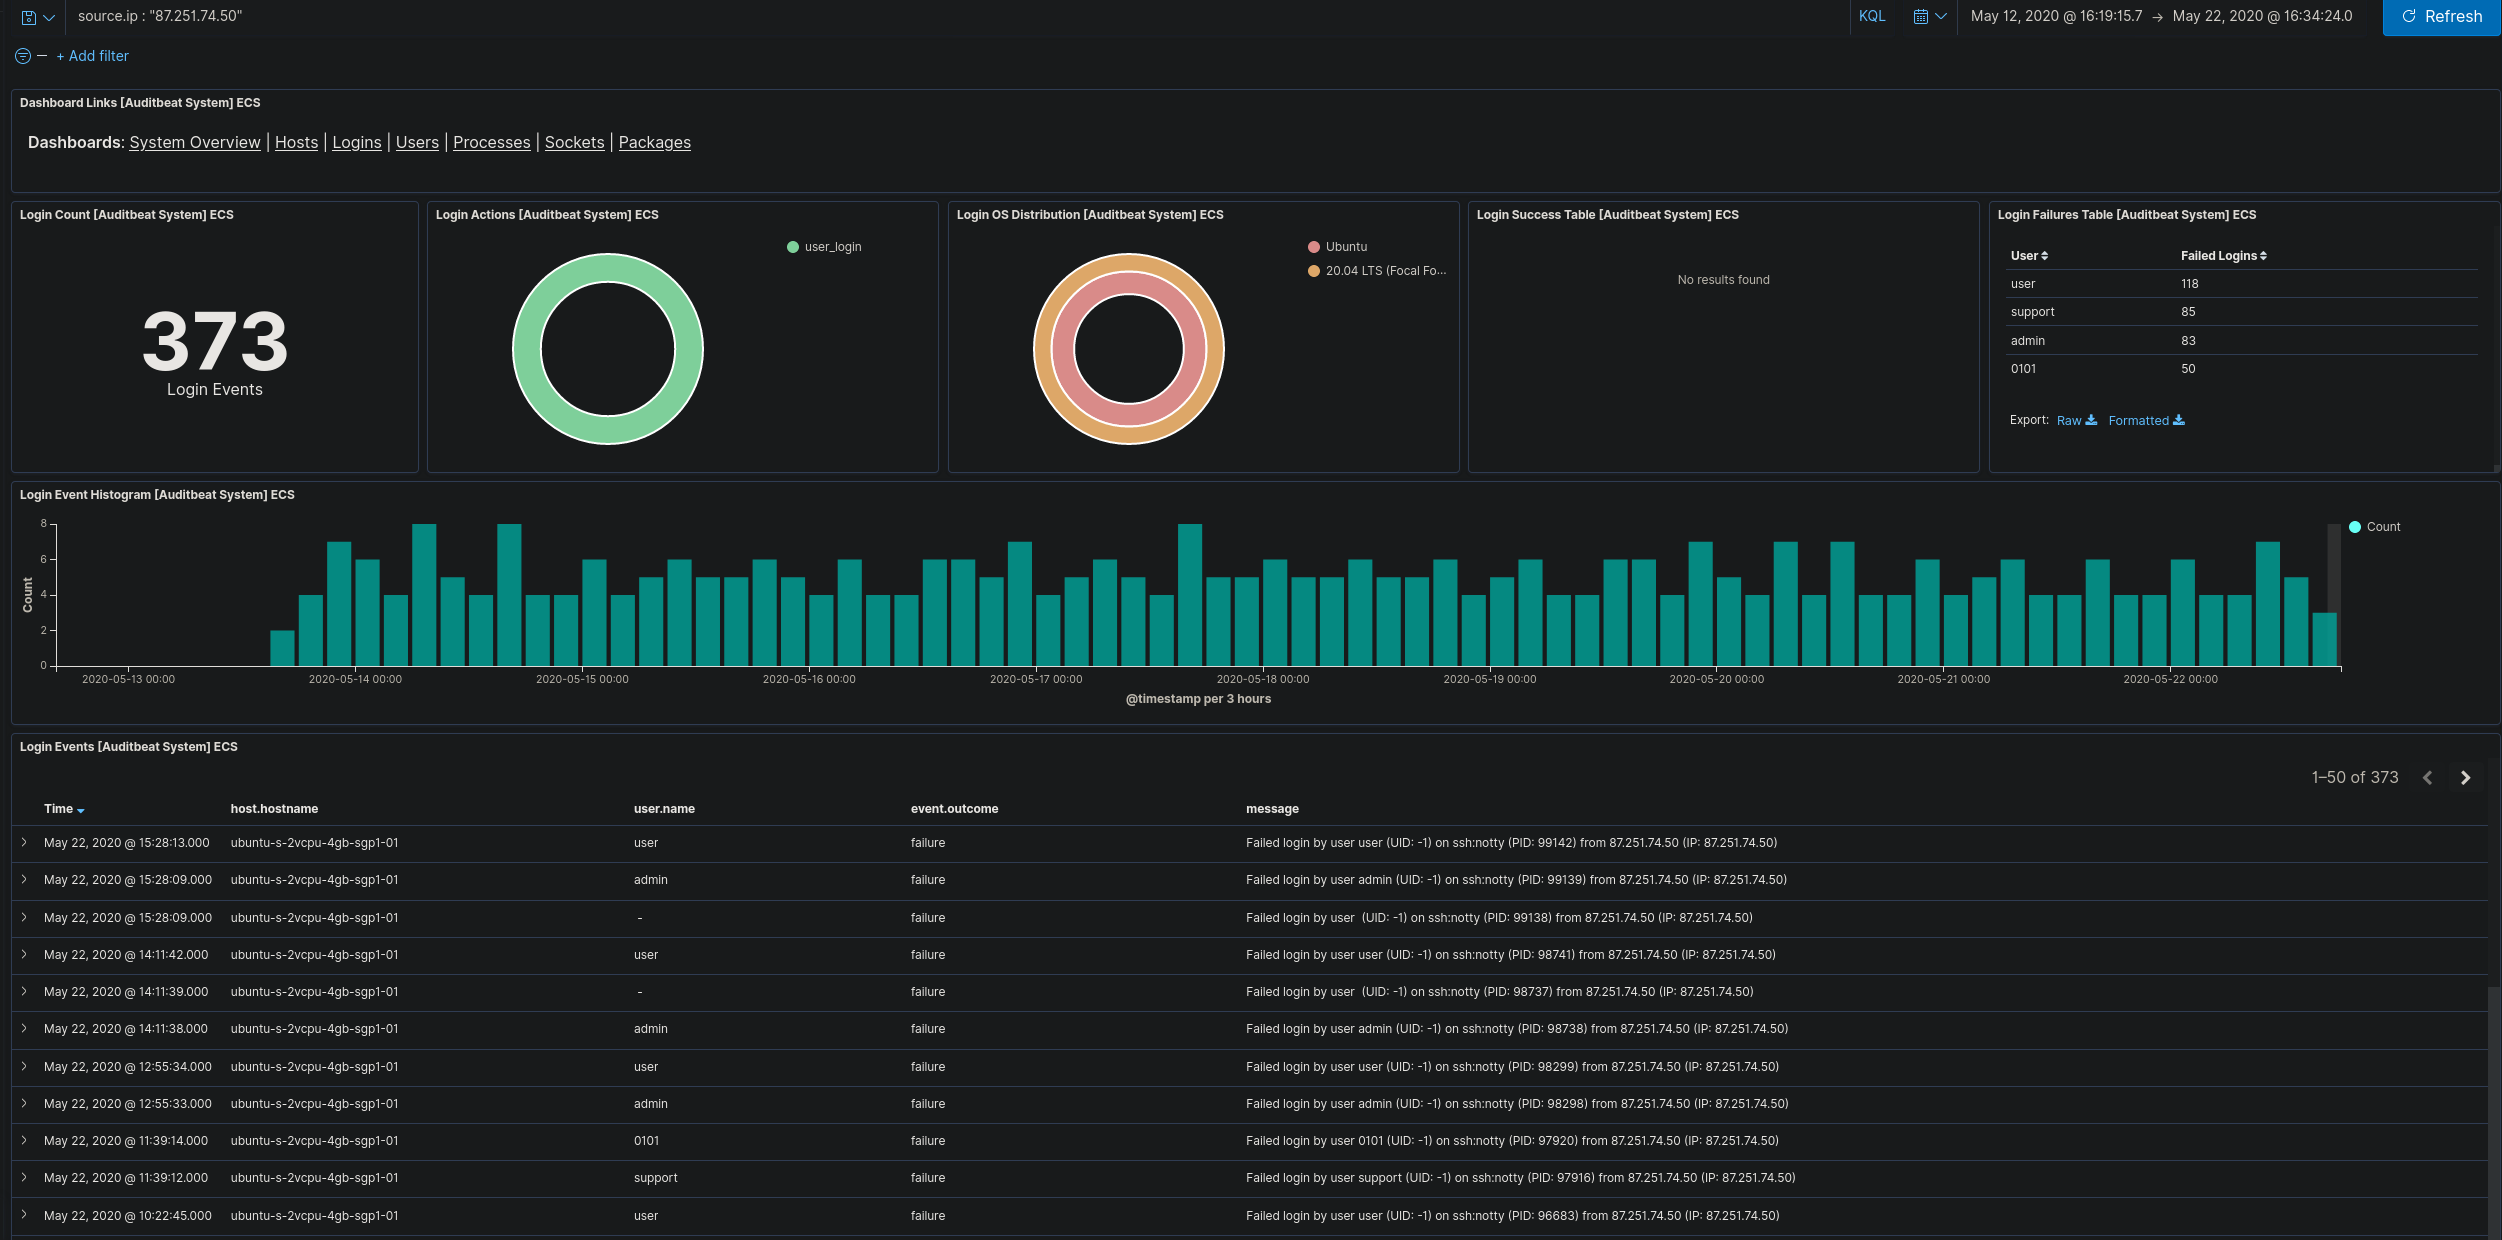 source.ip : "87.251.74.50" KQL May 12, 2020 @ 16:19:15.7 → May 22, 2020 @ 16:34:24.0 Refresh
+ Add filter
Dashboard Links [Auditbeat System] ECS
Dashboards: System Overview | Hosts | Logins | Users | Processes | Sockets | Packages
Login Count [Auditbeat System] ECS
373
Login Events
Login Actions [Auditbeat System] ECS
user_login
Login OS Distribution [Auditbeat System] ECS
Ubuntu
20.04 LTS (Focal Fo...
Login Success Table [Auditbeat System] ECS
No results found
Login Failures Table [Auditbeat System] ECS
User Failed Logins
user 118
support 85
admin 83
0101 50
Export: Raw Formatted
Login Event Histogram [Auditbeat System] ECS
8
6
4
2
0
Count
Count
2020-05-13 00:00 2020-05-14 00:00 2020-05-15 00:00 2020-05-16 00:00 2020-05-17 00:00 2020-05-18 00:00 2020-05-19 00:00 2020-05-20 00:00 2020-05-21 00:00 2020-05-22 00:00
@timestamp per 3 hours
Login Events [Auditbeat System] ECS
1–50 of 373
Time host.hostname user.name event.outcome message
May 22, 2020 @ 15:28:13.000 ubuntu-s-2vcpu-4gb-sgp1-01 user failure Failed login by user user (UID: -1) on ssh:notty (PID: 99142) from 87.251.74.50 (IP: 87.251.74.50)
May 22, 2020 @ 15:28:09.000 ubuntu-s-2vcpu-4gb-sgp1-01 admin failure Failed login by user admin (UID: -1) on ssh:notty (PID: 99139) from 87.251.74.50 (IP: 87.251.74.50)
May 22, 2020 @ 15:28:09.000 ubuntu-s-2vcpu-4gb-sgp1-01 - failure Failed login by user (UID: -1) on ssh:notty (PID: 99138) from 87.251.74.50 (IP: 87.251.74.50)
May 22, 2020 @ 14:11:42.000 ubuntu-s-2vcpu-4gb-sgp1-01 user failure Failed login by user user (UID: -1) on ssh:notty (PID: 98741) from 87.251.74.50 (IP: 87.251.74.50)
May 22, 2020 @ 14:11:39.000 ubuntu-s-2vcpu-4gb-sgp1-01 - failure Failed login by user (UID: -1) on ssh:notty (PID: 98737) from 87.251.74.50 (IP: 87.251.74.50)
May 22, 2020 @ 14:11:38.000 ubuntu-s-2vcpu-4gb-sgp1-01 admin failure Failed login by user admin (UID: -1) on ssh:notty (PID: 98738) from 87.251.74.50 (IP: 87.251.74.50)
May 22, 2020 @ 12:55:34.000 ubuntu-s-2vcpu-4gb-sgp1-01 user failure Failed login by user user (UID: -1) on ssh:notty (PID: 98299) from 87.251.74.50 (IP: 87.251.74.50)
May 22, 2020 @ 12:55:33.000 ubuntu-s-2vcpu-4gb-sgp1-01 admin failure Failed login by user admin (UID: -1) on ssh:notty (PID: 98298) from 87.251.74.50 (IP: 87.251.74.50)
May 22, 2020 @ 11:39:14.000 ubuntu-s-2vcpu-4gb-sgp1-01 0101 failure Failed login by user 0101 (UID: -1) on ssh:notty (PID: 97920) from 87.251.74.50 (IP: 87.251.74.50)
May 22, 2020 @ 11:39:12.000 ubuntu-s-2vcpu-4gb-sgp1-01 support failure Failed login by user support (UID: -1) on ssh:notty (PID: 97916) from 87.251.74.50 (IP: 87.251.74.50)
May 22, 2020 @ 10:22:45.000 ubuntu-s-2vcpu-4gb-sgp1-01 user failure Failed login by user user (UID: -1) on ssh:notty (PID: 96683) from 87.251.74.50 (IP: 87.251.74.50)